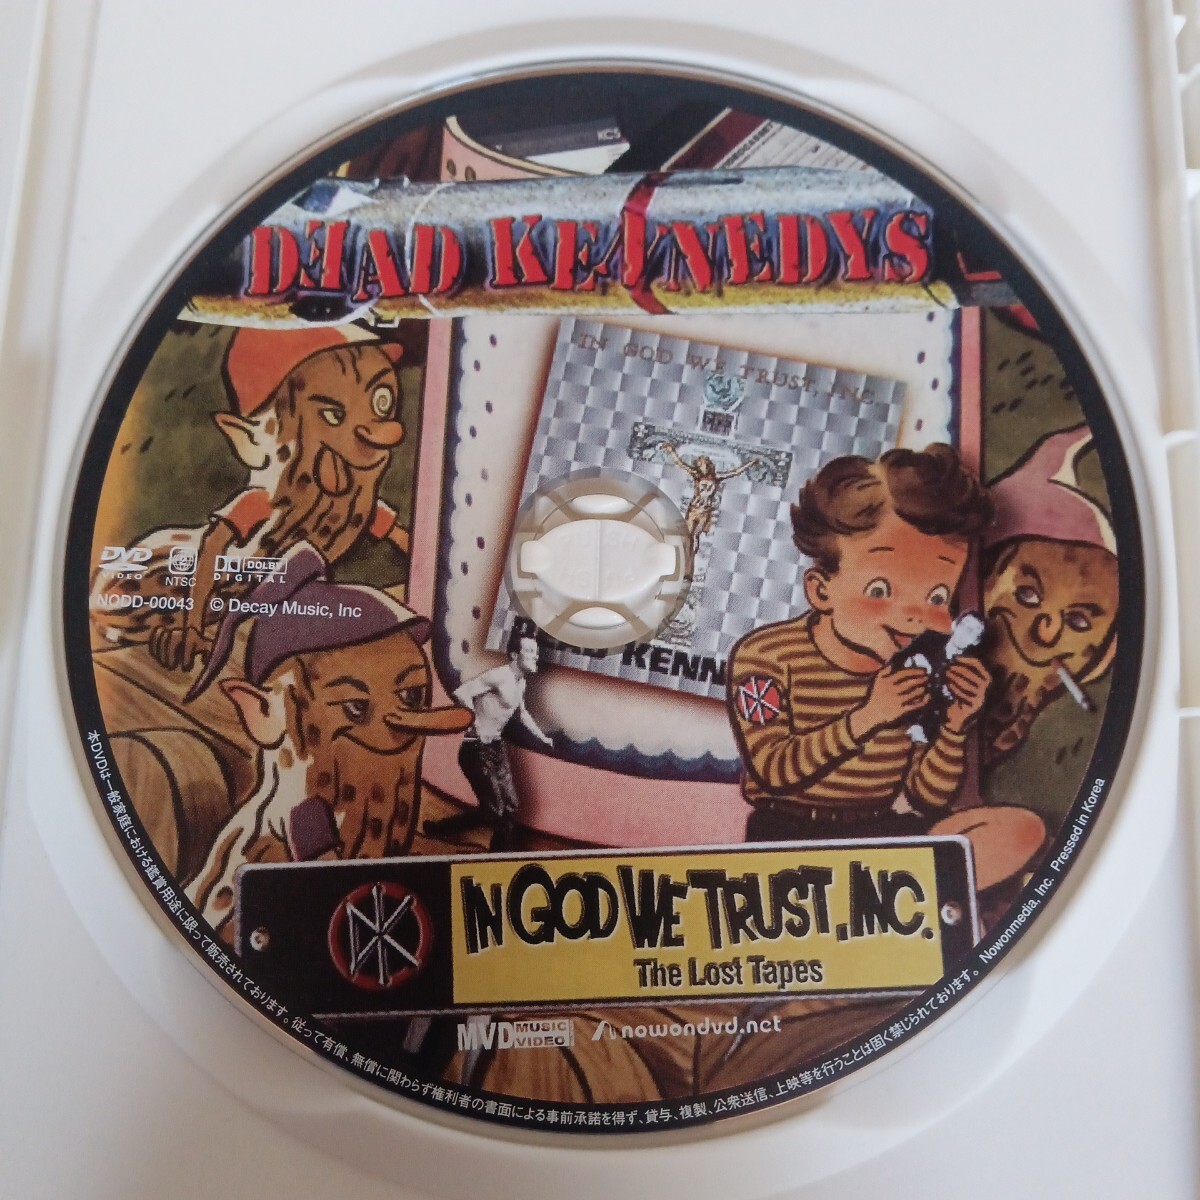 DEAD KENNEDYS
IN GOD WE TRUST, INC.
DVD
VIDEO
NTSC
DOLBY
DIGITAL
NODD-00043 © Decay Music, Inc
KENN
DK
IN GOD WE TRUST, INC.
The Lost Tapes
MVD MUSIC VIDEO
nowondvd.net
本DVDは一般家庭における鑑賞用途に限って販売されております。従って有償、無償に関わらず権利者の書面による事前承諾を得ず、貸与、複製、公衆送信、上映等を行うことは固く禁じられております。 Nowonmedia, Inc. Pressed in Korea